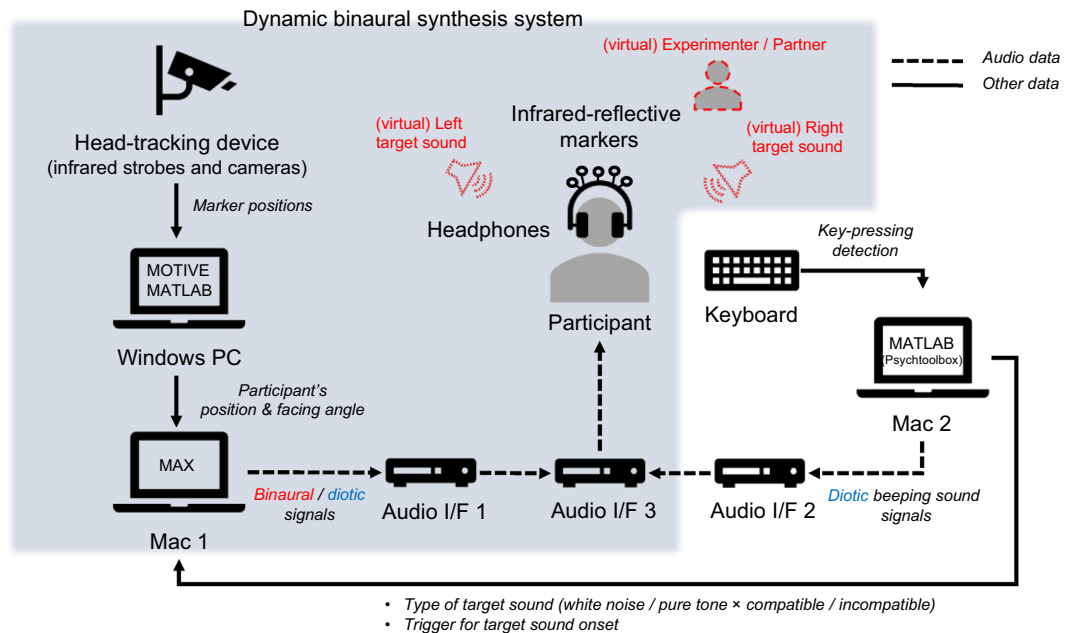 Dynamic binaural synthesis system
(virtual) Experimenter / Partner
Audio data
Other data
Head-tracking device
(infrared strobes and cameras)
(virtual) Left
target sound
Infrared-reflective
markers
(virtual) Right
target sound
Marker positions
Headphones
Key-pressing
detection
MOTIVE
MATLAB
Participant
Keyboard
Windows PC
MATLAB
(Psychtoolbox)
Participant's
position & facing angle
Mac 2
MAX
Binaural / diotic
signals
Audio I/F 1
Audio I/F 3
Audio I/F 2
Diotic beeping sound
signals
Mac 1
• Type of target sound (white noise / pure tone × compatible / incompatible)
• Trigger for target sound onset